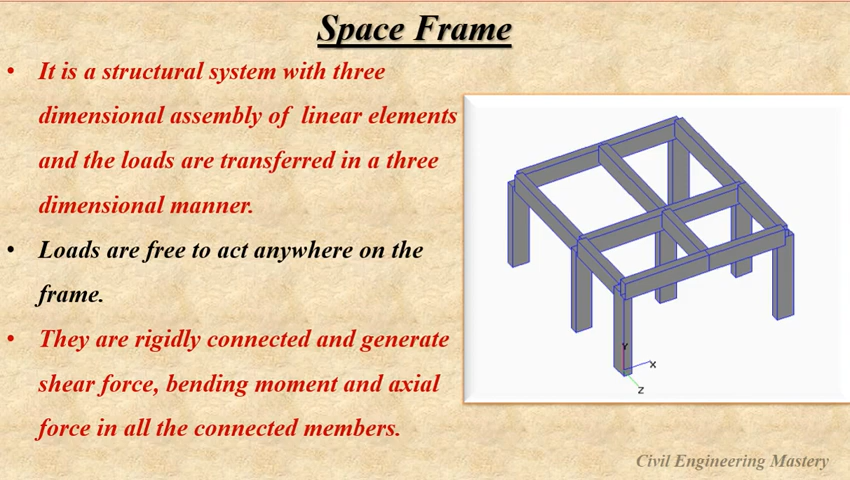 Space Frame
• It is a structural system with three
dimensional assembly of linear elements
and the loads are transferred in a three
dimensional manner.
• Loads are free to act anywhere on the
frame.
• They are rigidly connected and generate
shear force, bending moment and axial
force in all the connected members.
Y
X
Z
Civil Engineering Mastery